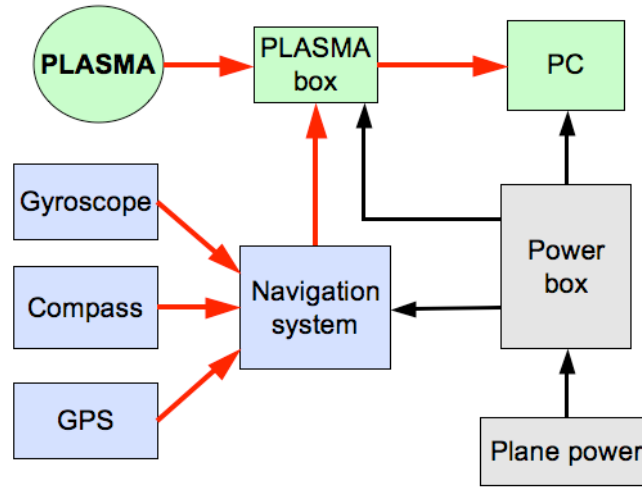 PLASMA
PLASMA
box
PC
Gyroscope
Power
box
Navigation
system
Compass
GPS
Plane power